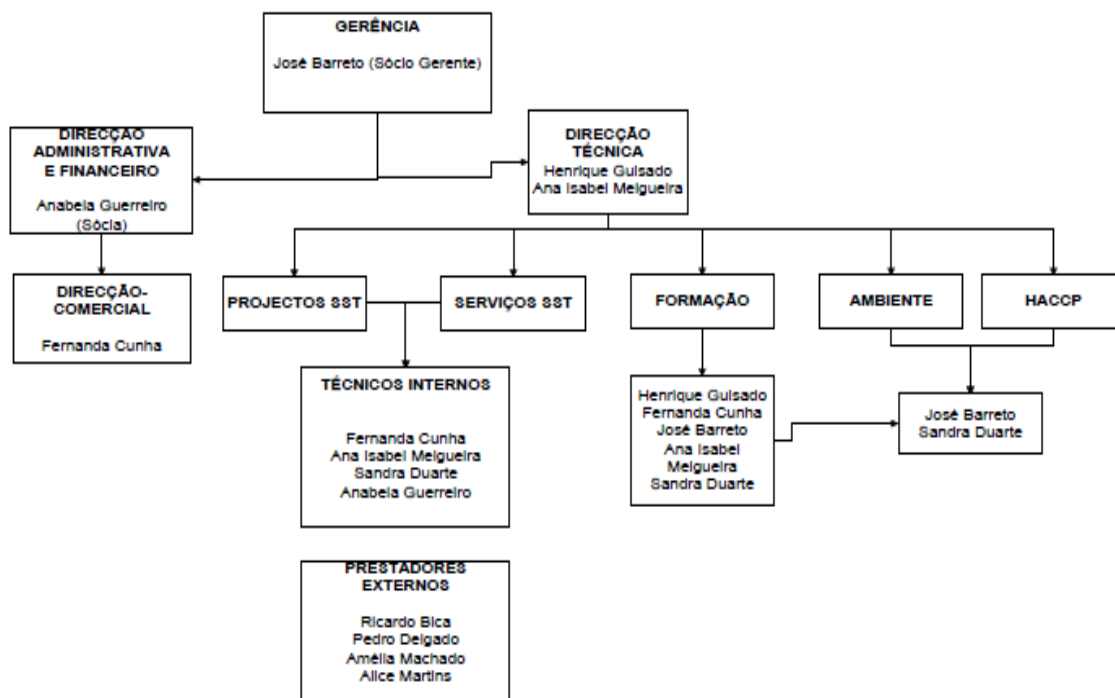 GERÊNCIA
José Barreto (Sócio Gerente)
DIRECÇÃO
ADMINISTRATIVA
E FINANCEIRO
Anabela Guerreiro
(Sócia)
DIRECÇÃO
TÉCNICA
Henrique Guisado
Ana Isabel Melgueira
DIRECÇÃO-
COMERCIAL
Fernanda Cunha
PROJECTOS SST
SERVIÇOS SST
FORMAÇÃO
AMBIENTE
HACCP
TÉCNICOS INTERNOS
Fernanda Cunha
Ana Isabel Melgueira
Sandra Duarte
Anabela Guerreiro
Henrique Guisado
Fernanda Cunha
José Barreto
Ana Isabel
Melgueira
Sandra Duarte
José Barreto
Sandra Duarte
PRESTADORES
EXTERNOS
Ricardo Bica
Pedro Delgado
Amélia Machado
Alice Martins